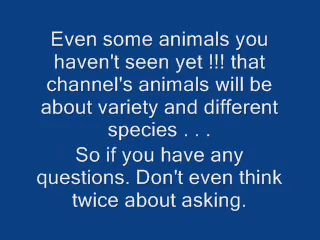 Even some animals you
haven't seen yet !!! that
channel's animals will be
about variety and different
species . . .
So if you have any
questions. Don't even think
twice about asking.